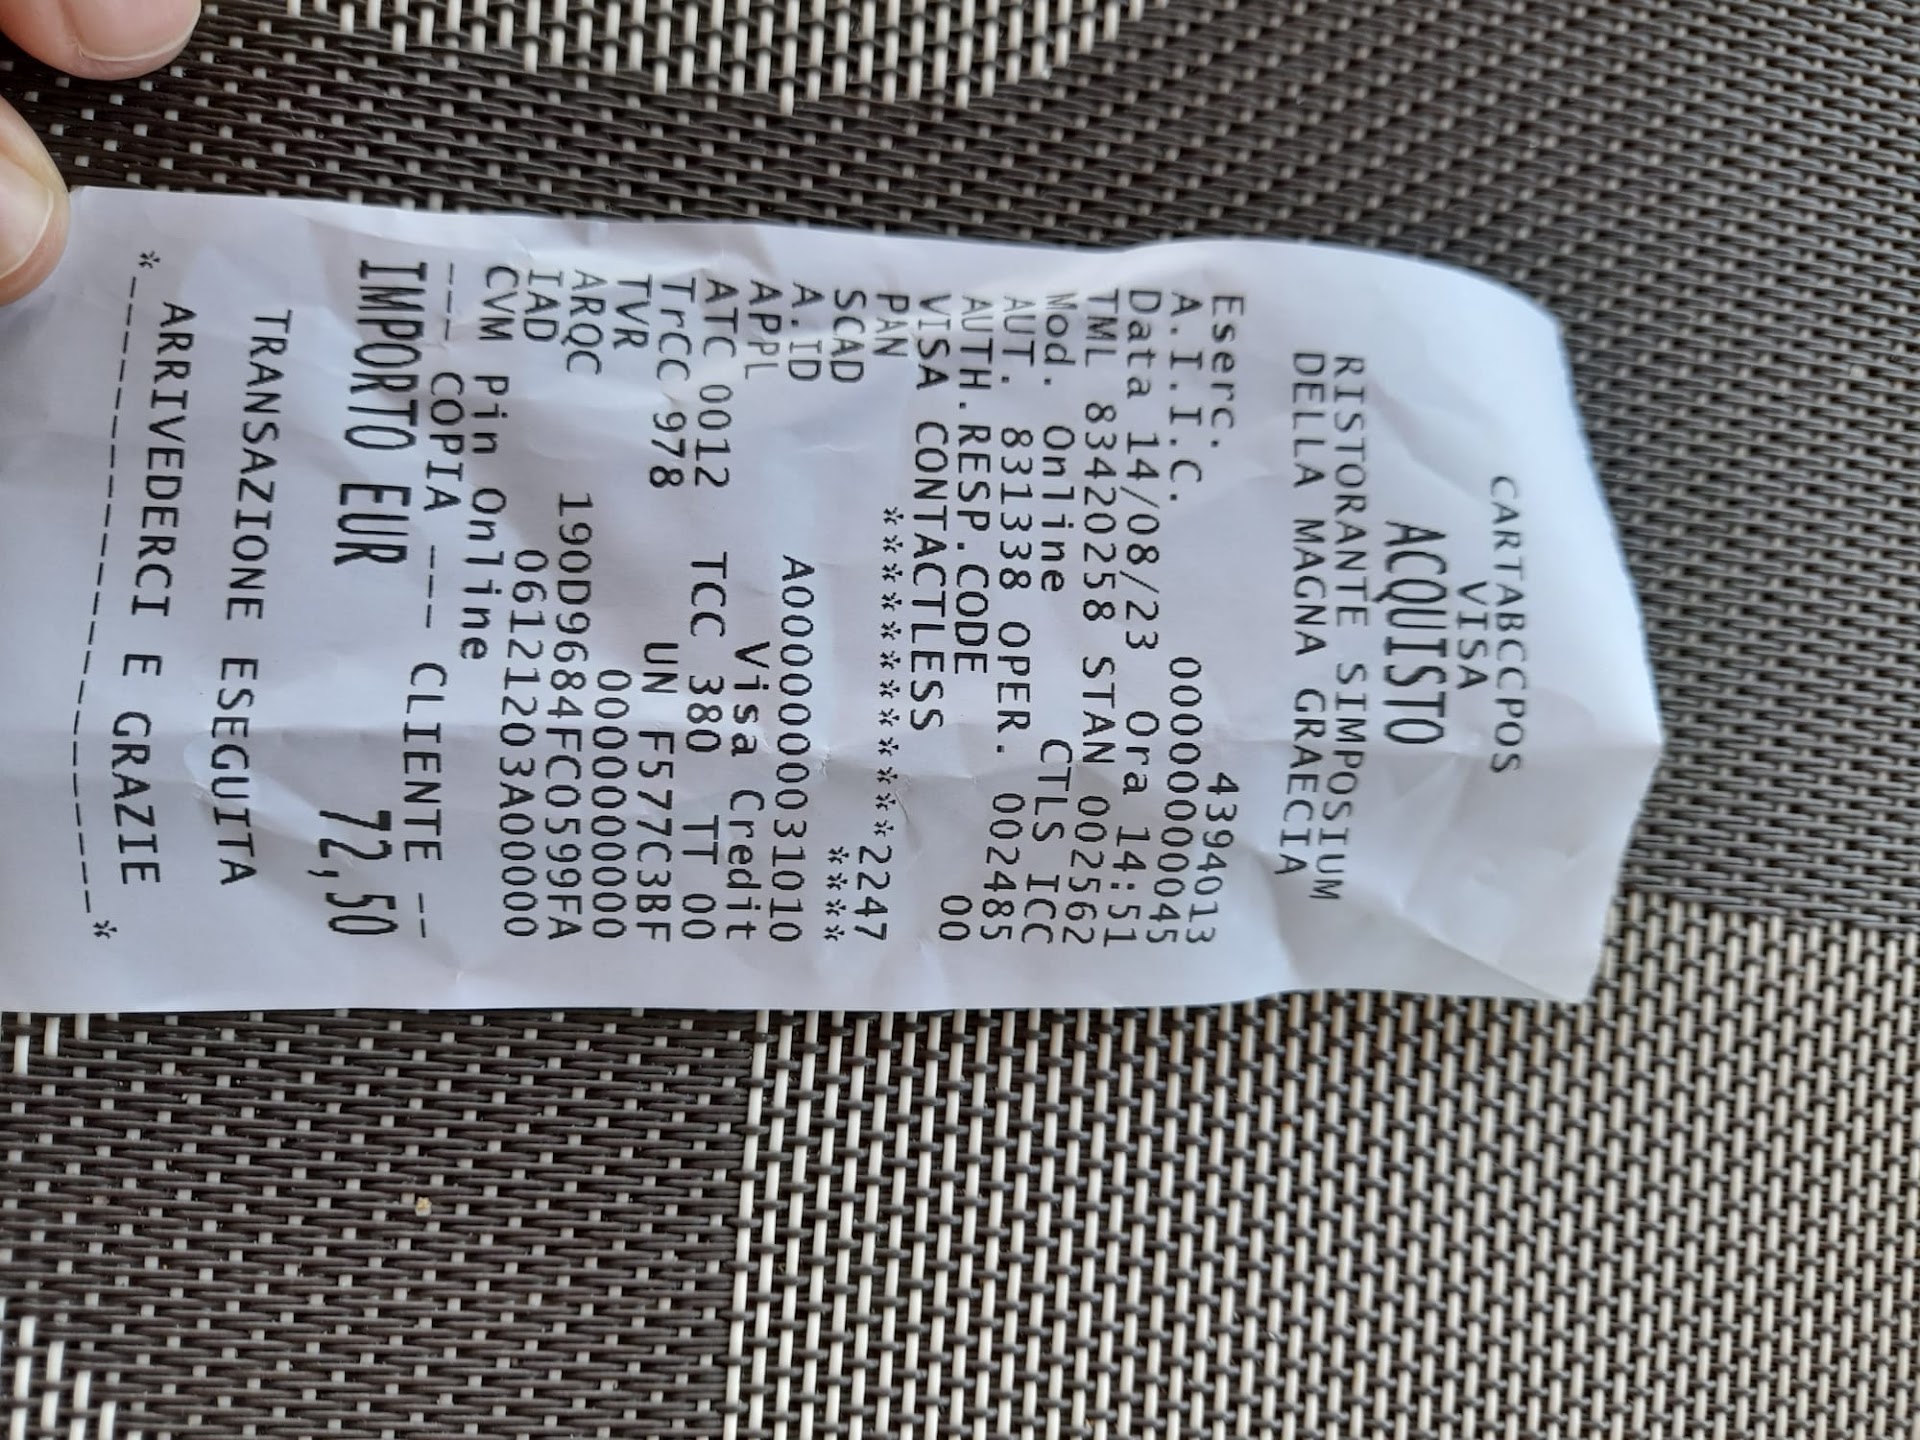 CARTABCCPOS
VISA
ACQUISTO
RISTORANTE SIMPOSIUM
DELLA MAGNA GRAECIA
Eserc. 4394013
A.I.I.C. 00000000045
Data 14/08/23 Ora 14:51
TML 83420258 STAN 002562
Mod. Online CTLS ICC
AUT. 831338 OPER. 002485
AUTH.RESP.CODE 00
VISA CONTACTLESS
PAN ************2247
SCAD ****
A.ID A0000000031010
APPL Visa Credit
ATC 0012 TCC 380 TT 00
TrCC 978 UN F577C3BF
TVR 0000000000
ARQC 190D9684FC0599FA
IAD 06121203A00000
CVM Pin Online
--- COPIA --- CLIENTE --
IMPORTO EUR 72,50
TRANSAZIONE ESEGUITA
ARRIVEDERCI E GRAZIE
*----------------------*